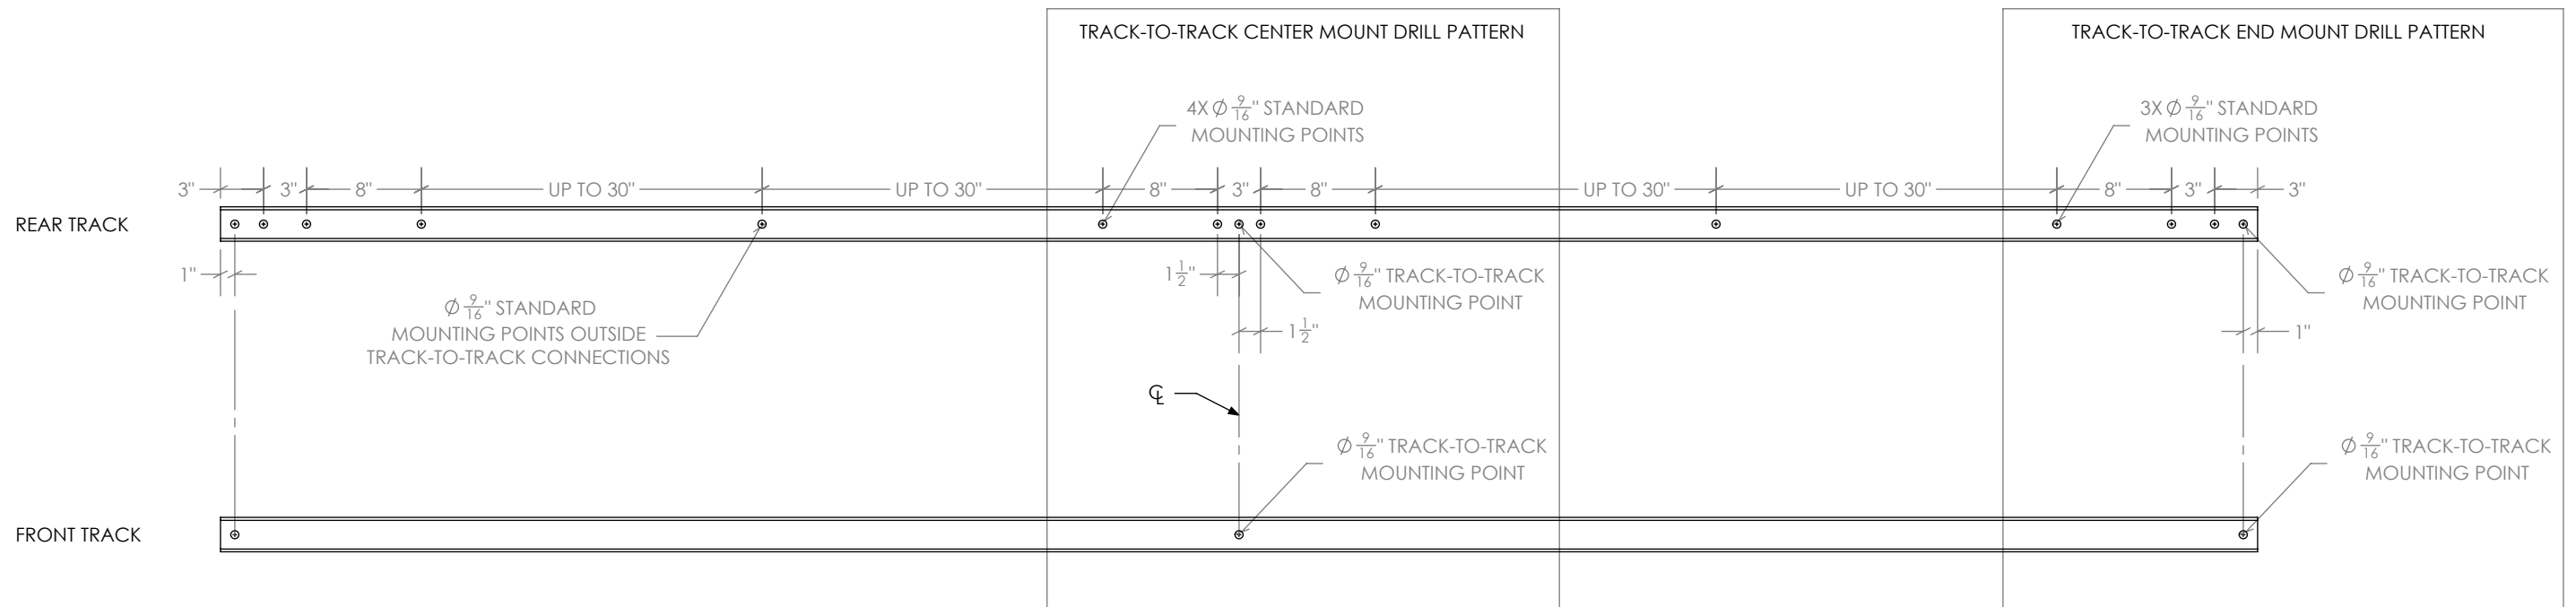 TRACK-TO-TRACK CENTER MOUNT DRILL PATTERN
TRACK-TO-TRACK END MOUNT DRILL PATTERN
4X Ø 9/16" STANDARD
MOUNTING POINTS
3X Ø 9/16" STANDARD
MOUNTING POINTS
3" 3" 8" UP TO 30" UP TO 30" 8" 3" 8" UP TO 30" UP TO 30" 8" 3" 3"
REAR TRACK
1"
1 1/2"
Ø 9/16" TRACK-TO-TRACK
MOUNTING POINT
Ø 9/16" TRACK-TO-TRACK
MOUNTING POINT
Ø 9/16" STANDARD
MOUNTING POINTS OUTSIDE
TRACK-TO-TRACK CONNECTIONS
1 1/2"
1"
℄
Ø 9/16" TRACK-TO-TRACK
MOUNTING POINT
Ø 9/16" TRACK-TO-TRACK
MOUNTING POINT
FRONT TRACK